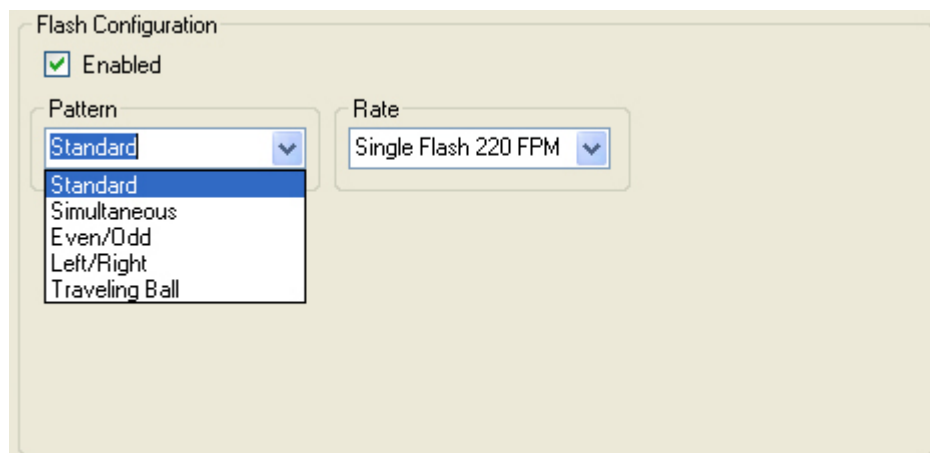 Flash Configuration
Enabled
Pattern
Rate
Standard
Single Flash 220 FPM
Standard
Simultaneous
Even/Odd
Left/Right
Traveling Ball